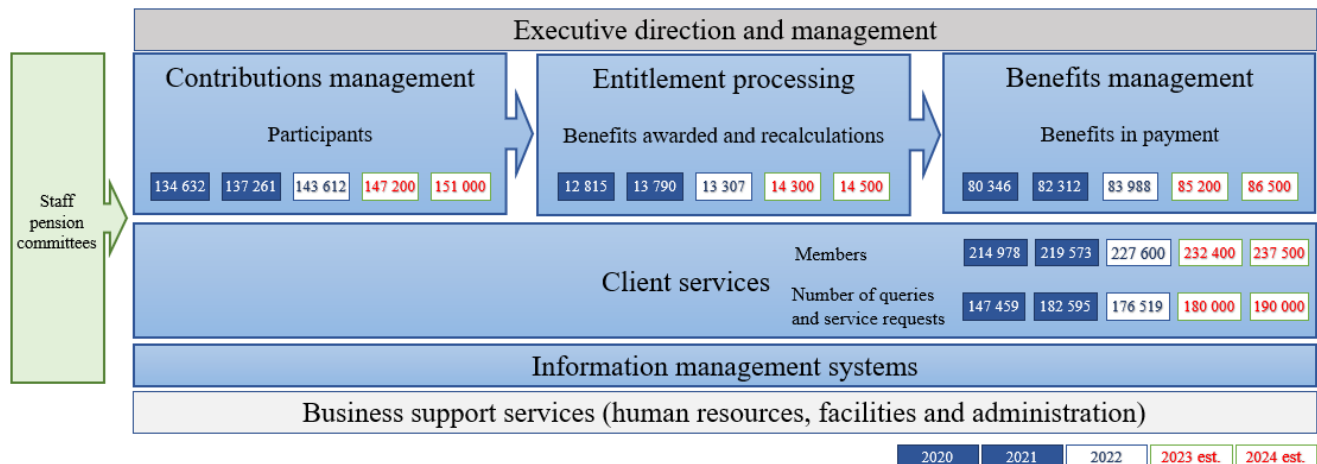 Executive direction and management
Staff
pension
committees
Contributions management
Participants
134 632 137 261 143 612 147 200 151 000
Entitlement processing
Benefits awarded and recalculations
12 815 13 790 13 307 14 300 14 500
Benefits management
Benefits in payment
80 346 82 312 83 988 85 200 86 500
Client services
Members
214 978 219 573 227 600 232 400 237 500
Number of queries
and service requests
147 459 182 595 176 519 180 000 190 000
Information management systems
Business support services (human resources, facilities and administration)
2020 2021 2022 2023 est. 2024 est.